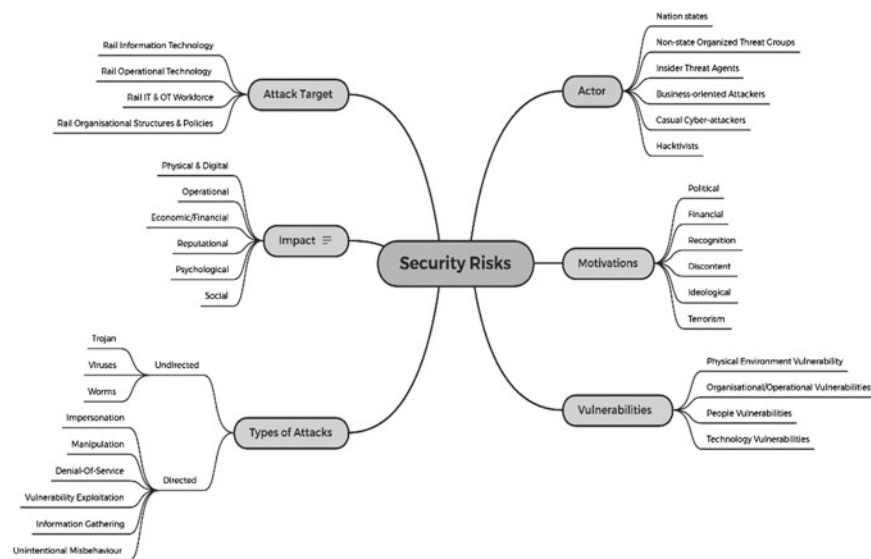 Rail Information Technology
Rail Operational Technology
Rail IT & OT Workforce
Rail Organisational Structures & Policies
Attack Target
Physical & Digital
Operational
Economic/Financial
Reputational
Psychological
Social
Impact
Trojan
Viruses
Worms
Undirected
Impersonation
Manipulation
Denial-Of-Service
Vulnerability Exploitation
Information Gathering
Unintentional Misbehaviour
Directed
Types of Attacks
Security Risks
Actor
Nation states
Non-state Organized Threat Groups
Insider Threat Agents
Business-oriented Attackers
Casual Cyber-attackers
Hacktivists
Motivations
Political
Financial
Recognition
Discontent
Ideological
Terrorism
Vulnerabilities
Physical Environment Vulnerability
Organisational/Operational Vulnerabilities
People Vulnerabilities
Technology Vulnerabilities